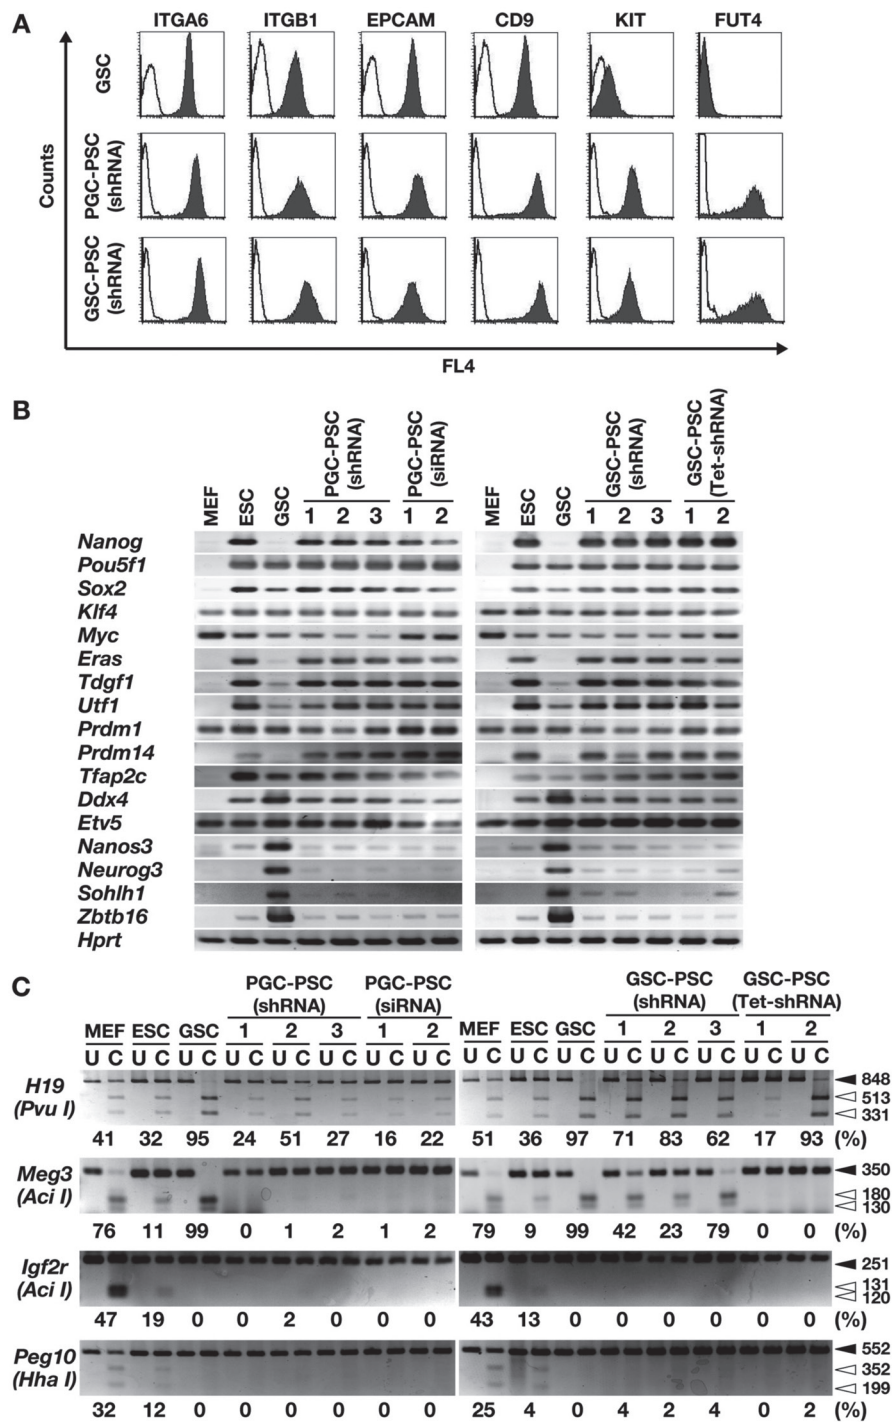 A
ITGA6 ITGB1 EPCAM CD9 KIT FUT4
GSC
PGC-PSC
(shRNA)
GSC-PSC
(shRNA)
Counts
FL4
B
PGC-PSC
(shRNA)
PGC-PSC
(siRNA)
GSC-PSC
(shRNA)
GSC-PSC
(Tet-shRNA)
MEF ESC GSC 1 2 3 1 2 MEF ESC GSC 1 2 3 1 2
Nanog
Pou5f1
Sox2
Klf4
Myc
Eras
Tdgf1
Utf1
Prdm1
Prdm14
Tfap2c
Ddx4
Etv5
Nanos3
Neurog3
Sohlh1
Zbtb16
Hprt
C
PGC-PSC PGC-PSC GSC-PSC GSC-PSC
(shRNA) (siRNA) (shRNA) (Tet-shRNA)
MEF ESC GSC 1 2 3 1 2 MEF ESC GSC 1 2 3 1 2
U C U C U C U C U C U C U C U C U C U C U C U C U C U C U C U C
H19 848
(Pvu I) 513
331
41 32 95 24 51 27 16 22 51 36 97 71 83 62 17 93 (%)
Meg3 350
(Aci I) 180
130
76 11 99 0 1 2 1 2 79 9 99 42 23 79 0 0 (%)
Igf2r 251
(Aci I) 131
120
47 19 0 0 2 0 0 0 43 13 0 0 0 0 0 0 (%)
Peg10 552
(Hha I) 352
199
32 12 0 0 0 0 0 0 25 4 0 4 2 4 0 2 (%)